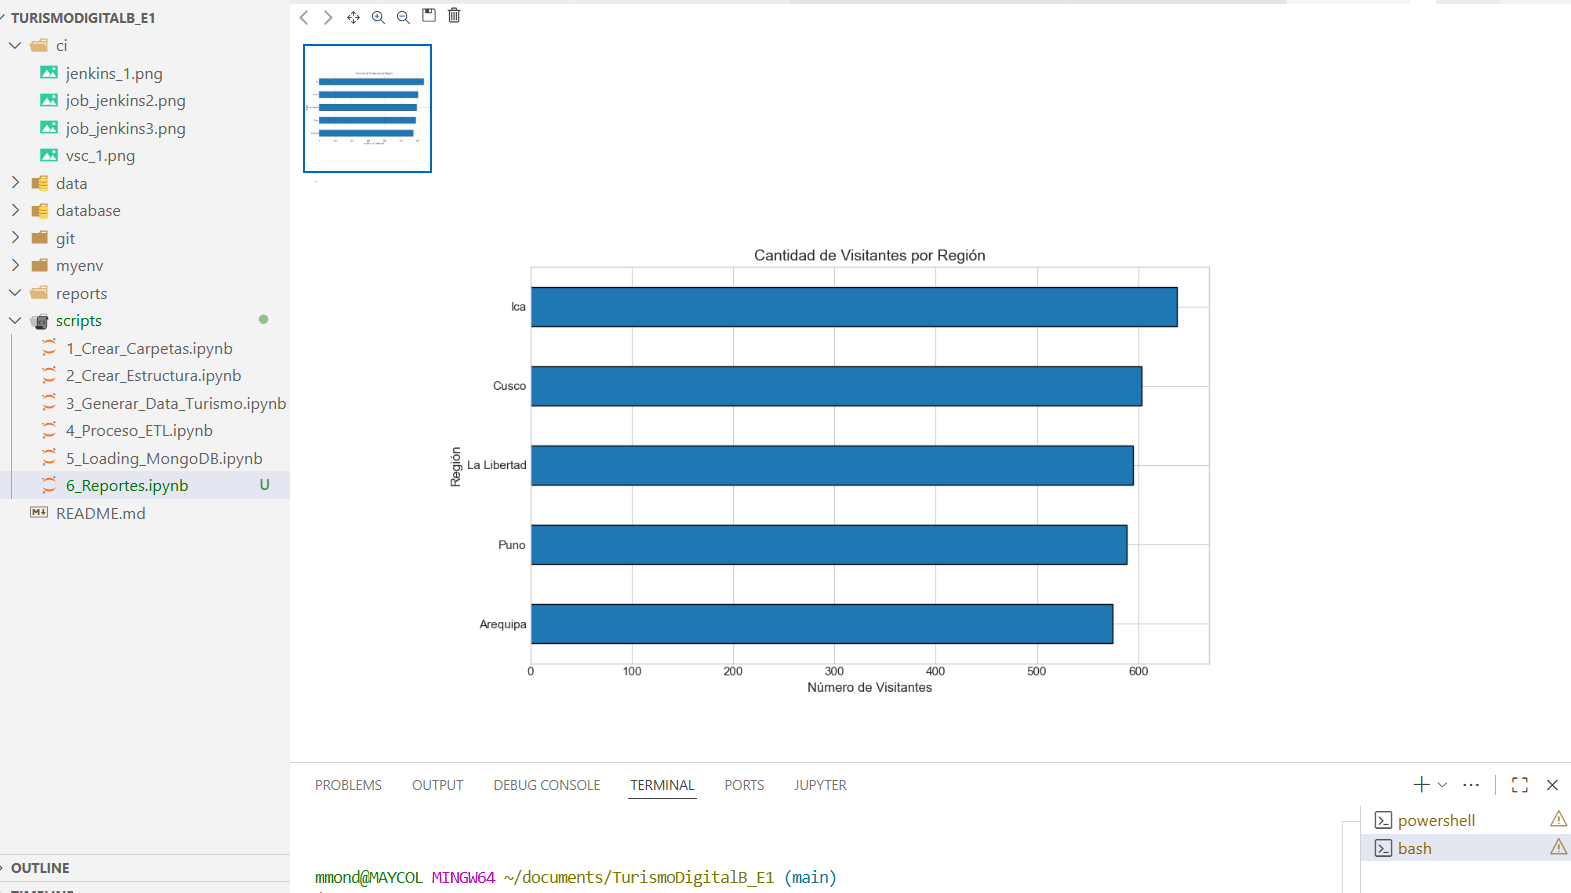 TURISMODIGITALB_E1
ci
jenkins_1.png
job_jenkins2.png
job_jenkins3.png
vsc_1.png
data
database
git
myenv
reports
scripts
1_Crear_Carpetas.ipynb
2_Crear_Estructura.ipynb
3_Generar_Data_Turismo.ipynb
4_Proceso_ETL.ipynb
5_Loading_MongoDB.ipynb
6_Reportes.ipynb U
README.md
OUTLINE
Cantidad de Visitantes por Región
Región
Ica
Cusco
La Libertad
Puno
Arequipa
0 100 200 300 400 500 600
Número de Visitantes
PROBLEMS OUTPUT DEBUG CONSOLE TERMINAL PORTS JUPYTER
powershell
bash
mmond@MAYCOL MINGW64 ~/documents/TurismoDigitalB_E1 (main)